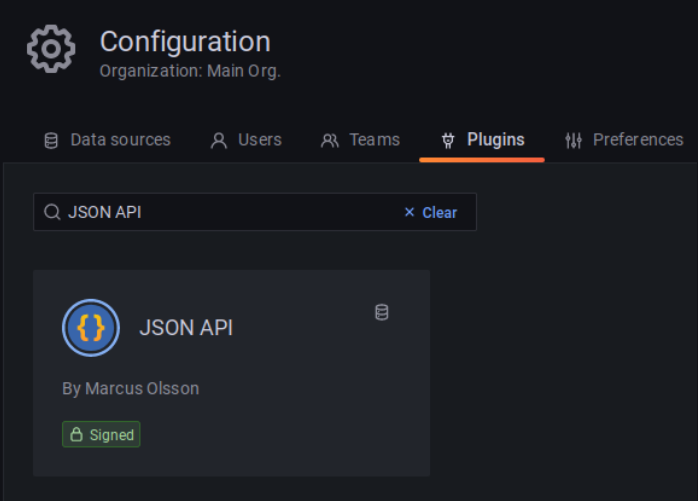 Configuration
Organization: Main Org.
Data sources Users Teams Plugins Preferences
JSON API × Clear
{} JSON API
By Marcus Olsson
Signed